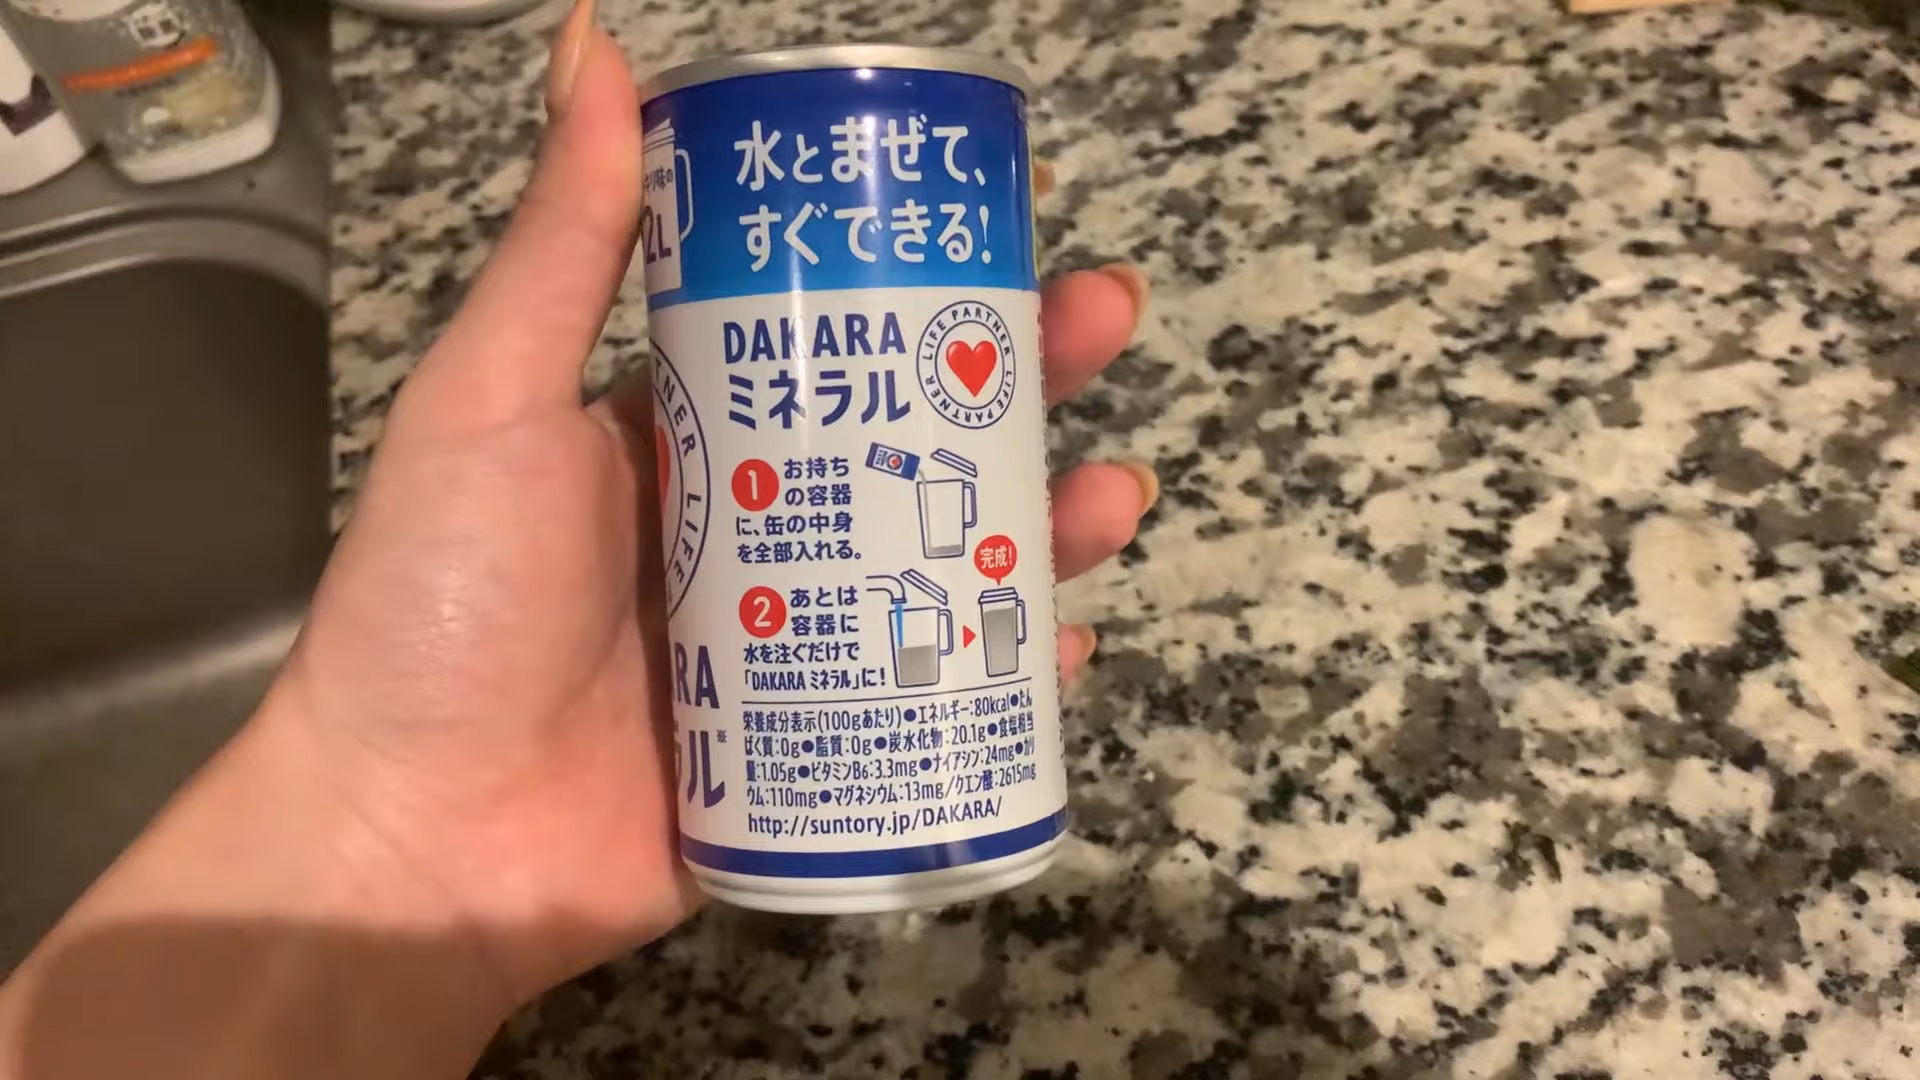 水とまぜて、
すぐできる!
キリ味の
2L
DAKARA
ミネラル
LIFE PARTNER LIFE PARTNER
1 お持ち
の容器
に、缶の中身
を全部入れる。
完成!
2 あとは
容器に
水を注ぐだけで
「DAKARA ミネラル」に!
栄養成分表示(100gあたり)●エネルギー:80kcal●たん
ぱく質:0g●脂質:0g●炭水化物:20.1g●食塩相当
量:1.05g●ビタミンB6:3.3mg●ナイアシン:24mg●カリ
ウム:110mg●マグネシウム:13mg/クエン酸:2615mg
http://suntory.jp/DAKARA/
TNER LIFE
ARA
ラル※